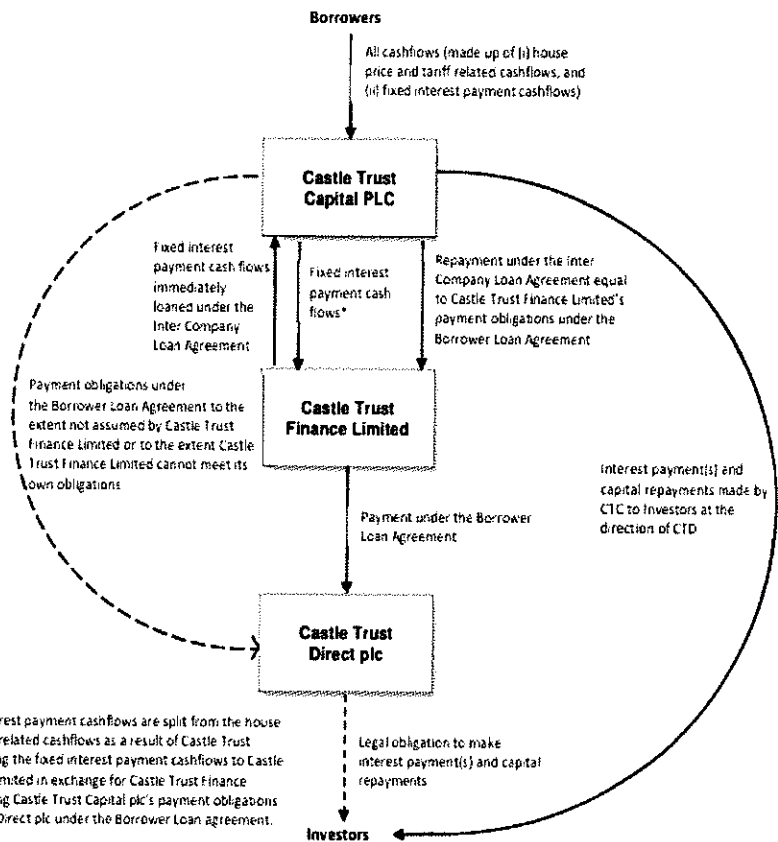 Borrowers
All cashflows (made up of (i) house
price and tariff related cashflows, and
(ii) fixed interest payment cashflows)
Castle Trust
Capital PLC
Fixed interest
payment cash flows
immediately
loaned under the
Inter Company
Loan Agreement
Fixed interest
payment cash
flows*
Repayment under the Inter
Company Loan Agreement equal
to Castle Trust Finance Limited's
payment obligations under the
Borrower Loan Agreement
Payment obligations under
the Borrower Loan Agreement to the
extent not assumed by Castle Trust
Finance Limited or to the extent Castle
Trust Finance Limited cannot meet its
own obligations
Castle Trust
Finance Limited
Interest payment(s) and
capital repayments made by
CTC to Investors at the
direction of CTD
Payment under the Borrower
Loan Agreement
Castle Trust
Direct plc
rest payment cashflows are split from the house
related cashflows as a result of Castle Trust
ng the fixed interest payment cashflows to Castle
mited in exchange for Castle Trust Finance
ng Castle Trust Capital plc's payment obligations
Direct plc under the Borrower Loan agreement.
Legal obligation to make
interest payment(s) and capital
repayments
Investors